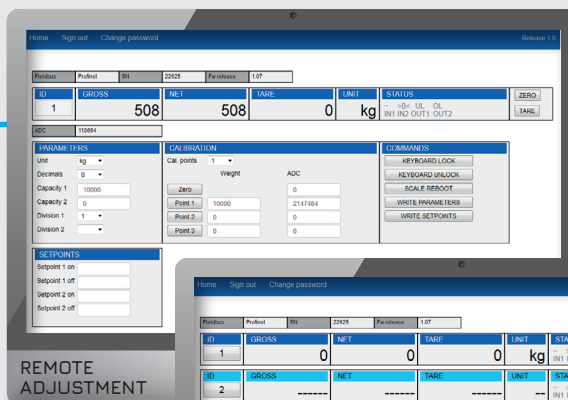 Home Sign out Change password Release 1.0
Fieldbus Profinet SN 22625 Fw release 1.07
ID GROSS NET TARE UNIT STATUS ZERO
1 508 508 0 kg ~ >0< UL OL
IN1 IN2 OUT1 OUT2 TARE
ADC 110664
PARAMETERS CALIBRATION COMMANDS
Unit kg Cal. points 1 KEYBOARD LOCK
Decimals 0 Weight ADC KEYBOARD UNLOCK
Capacity 1 10000 Zero 0 SCALE REBOOT
Capacity 2 0 Point 1 10000 2147484 WRITE PARAMETERS
Division 1 1 Point 2 0 0 WRITE SETPOINTS
Division 2 Point 3 0 0
SETPOINTS
Setpoint 1 on
Setpoint 1 off
Setpoint 2 on
Setpoint 2 off
REMOTE
ADJUSTMENT
Home Sign out Change password
Fieldbus Profinet SN 22625 Fw release 1.07
ID GROSS NET TARE UNIT STA
1 0 0 0 kg ~ >
IN1 I
ID GROSS NET TARE UNIT STA
2 ------ ------ ------ -- ~ >
IN1 I